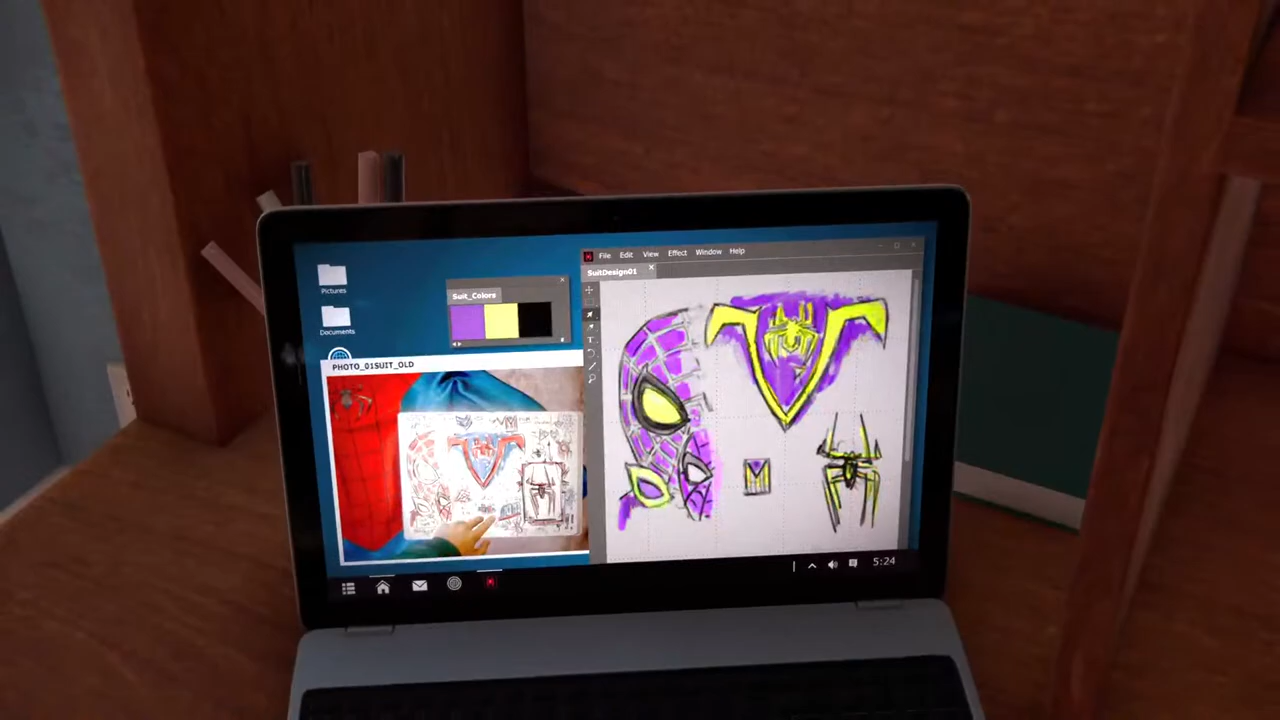 File Edit View Effect Window Help
SuitDesign01
Pictures
Suit_Colors
Documents
PHOTO_01SUIT_OLD
T
5:24